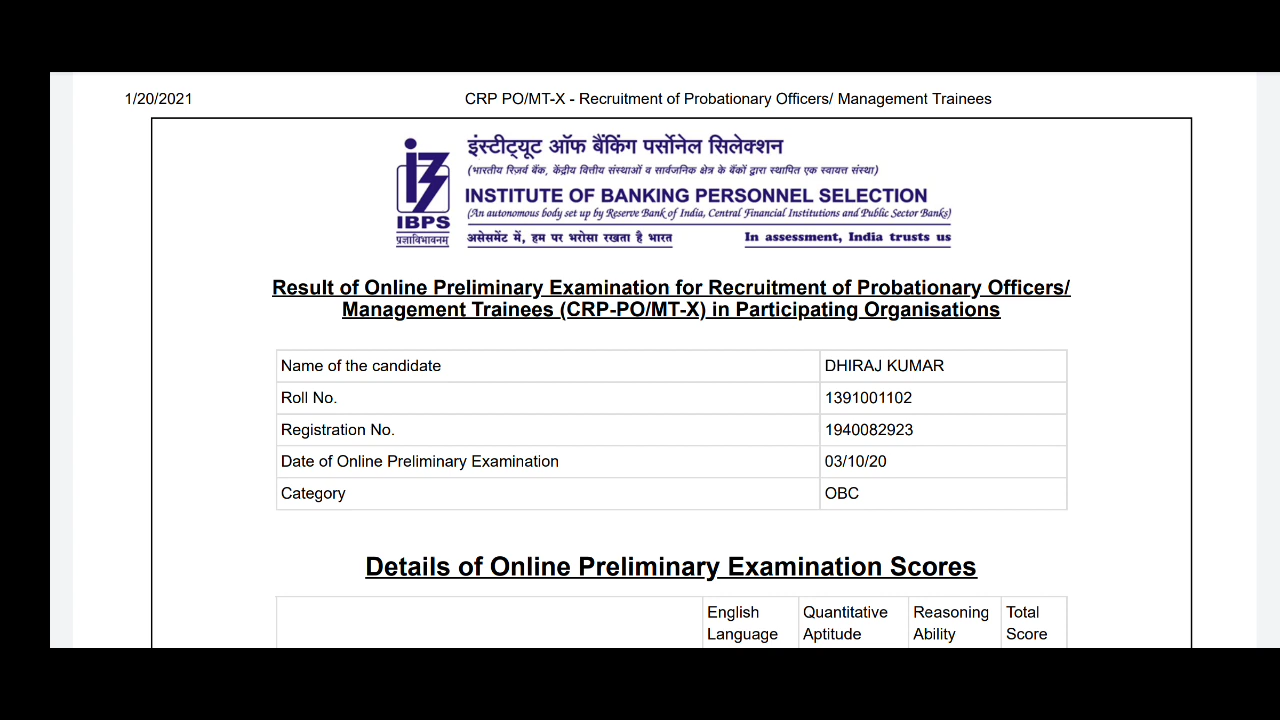 1/20/2021 CRP PO/MT-X - Recruitment of Probationary Officers/ Management Trainees
इंस्टीट्यूट ऑफ बैंकिंग पर्सोनेल सिलेक्शन
(भारतीय रिज़र्व बैंक, केंद्रीय वित्तीय संस्थाओं व सार्वजनिक क्षेत्र के बैंकों द्वारा स्थापित एक स्वायत्त संस्था)
INSTITUTE OF BANKING PERSONNEL SELECTION
(An autonomous body set up by Reserve Bank of India, Central Financial Institutions and Public Sector Banks)
IBPS
प्रज्ञाविभावनम्
असेसमेंट में, हम पर भरोसा रखता है भारत In assessment, India trusts us
Result of Online Preliminary Examination for Recruitment of Probationary Officers/
Management Trainees (CRP-PO/MT-X) in Participating Organisations
Name of the candidate DHIRAJ KUMAR
Roll No. 1391001102
Registration No. 1940082923
Date of Online Preliminary Examination 03/10/20
Category OBC
Details of Online Preliminary Examination Scores
English Quantitative Reasoning Total
Language Aptitude Ability Score